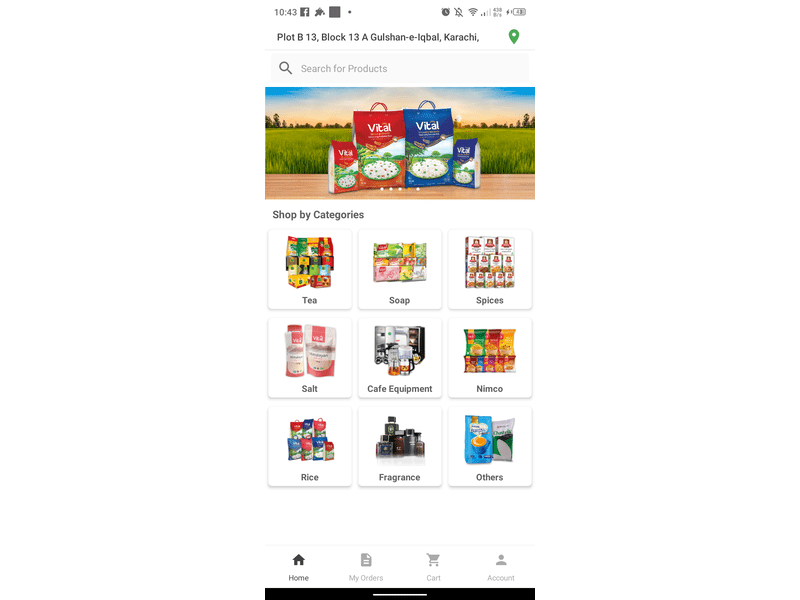 10:43
438
B/s
Plot B 13, Block 13 A Gulshan-e-Iqbal, Karachi,
Search for Products
Vital
Vital
Vital
Vital
Shop by Categories
Tea
Soap
Spices
Salt
Cafe Equipment
Nimco
Rice
Fragrance
Others
Home
My Orders
Cart
Account